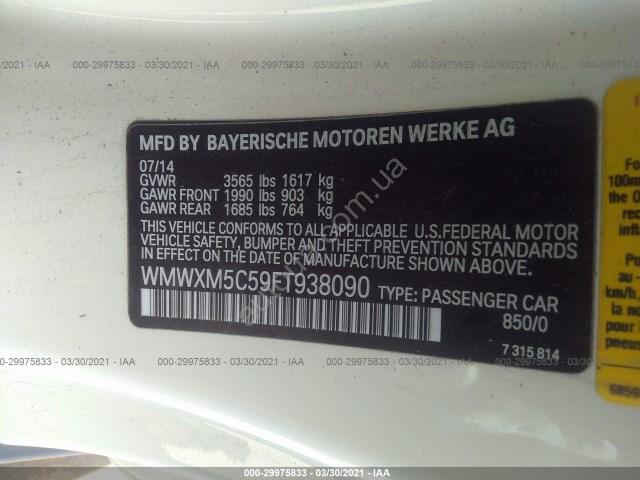 000-29975833 - 03/30/2021 - IAA
MFD BY BAYERISCHE MOTOREN WERKE AG
07/14
GVWR 3565 lbs 1617 kg
GAWR FRONT 1990 lbs 903 kg
GAWR REAR 1685 lbs 764 kg
THIS VEHICLE CONFORMS TO ALL APPLICABLE U.S.FEDERAL MOTOR
VEHICLE SAFETY, BUMPER AND THEFT PREVENTION STANDARDS
IN EFFECT ON THE DATE OF MANUFACTURE SHOWN ABOVE.
WMWXM5C59FT938090 TYPE: PASSENGER CAR
850/0
7 315 814
000-29975833 - 03/30/2021 - IAA
000-29975833 - 03/30/2021 - IAA